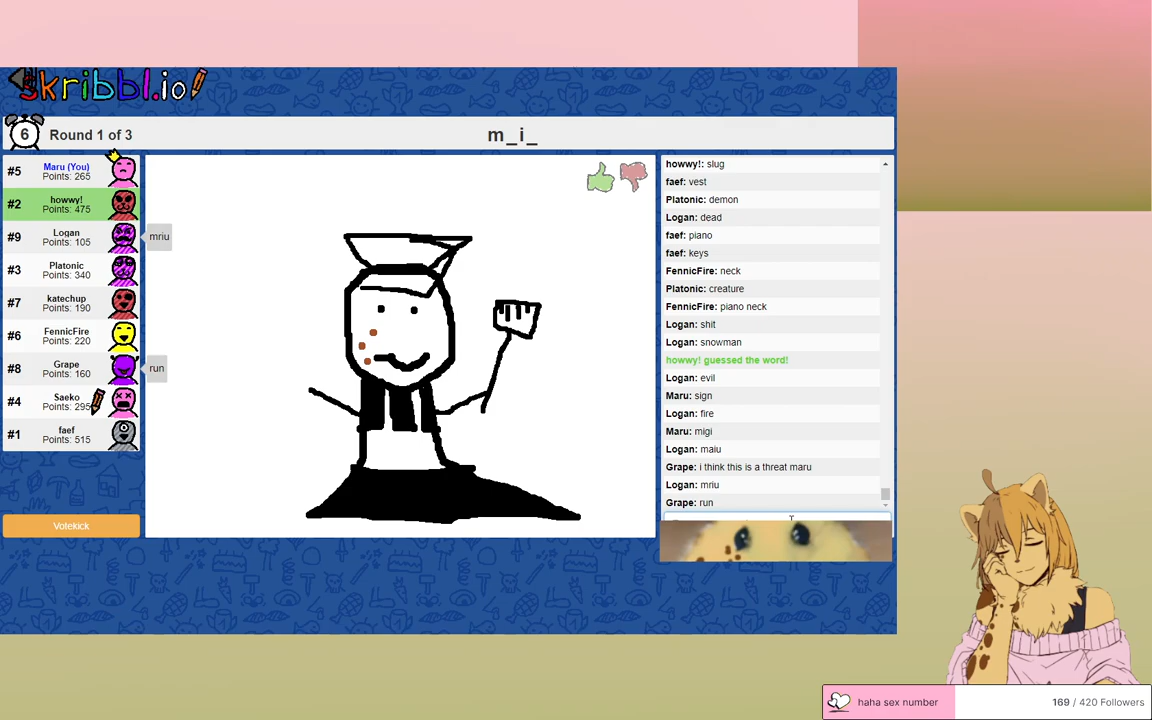 skribbl.io!
6 Round 1 of 3
m_i_
#5 Maru (You)
Points: 265
#2 howwy!
Points: 475
#9 Logan
Points: 105
mriu
#3 Platonic
Points: 340
#7 katechup
Points: 190
#6 FennicFire
Points: 220
#8 Grape
Points: 160
run
#4 Saeko
Points: 295
#1 faef
Points: 515
Votekick
howwy!: slug
faef: vest
Platonic: demon
Logan: dead
faef: piano
faef: keys
FennicFire: neck
Platonic: creature
FennicFire: piano neck
Logan: shit
Logan: snowman
howwy! guessed the word!
Logan: evil
Maru: sign
Logan: fire
Maru: migi
Logan: maiu
Grape: i think this is a threat maru
Logan: mriu
Grape: run
haha sex number
169 / 420 Followers